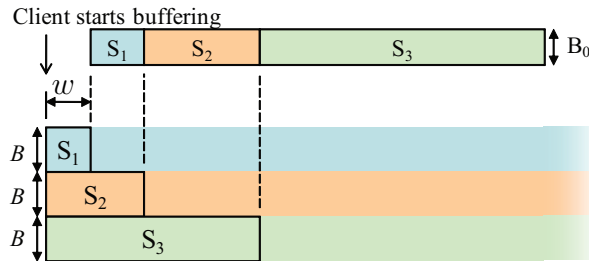 Client starts buffering
S₁ S₂ S₃ B₀
w
B S₁
B S₂
B S₃